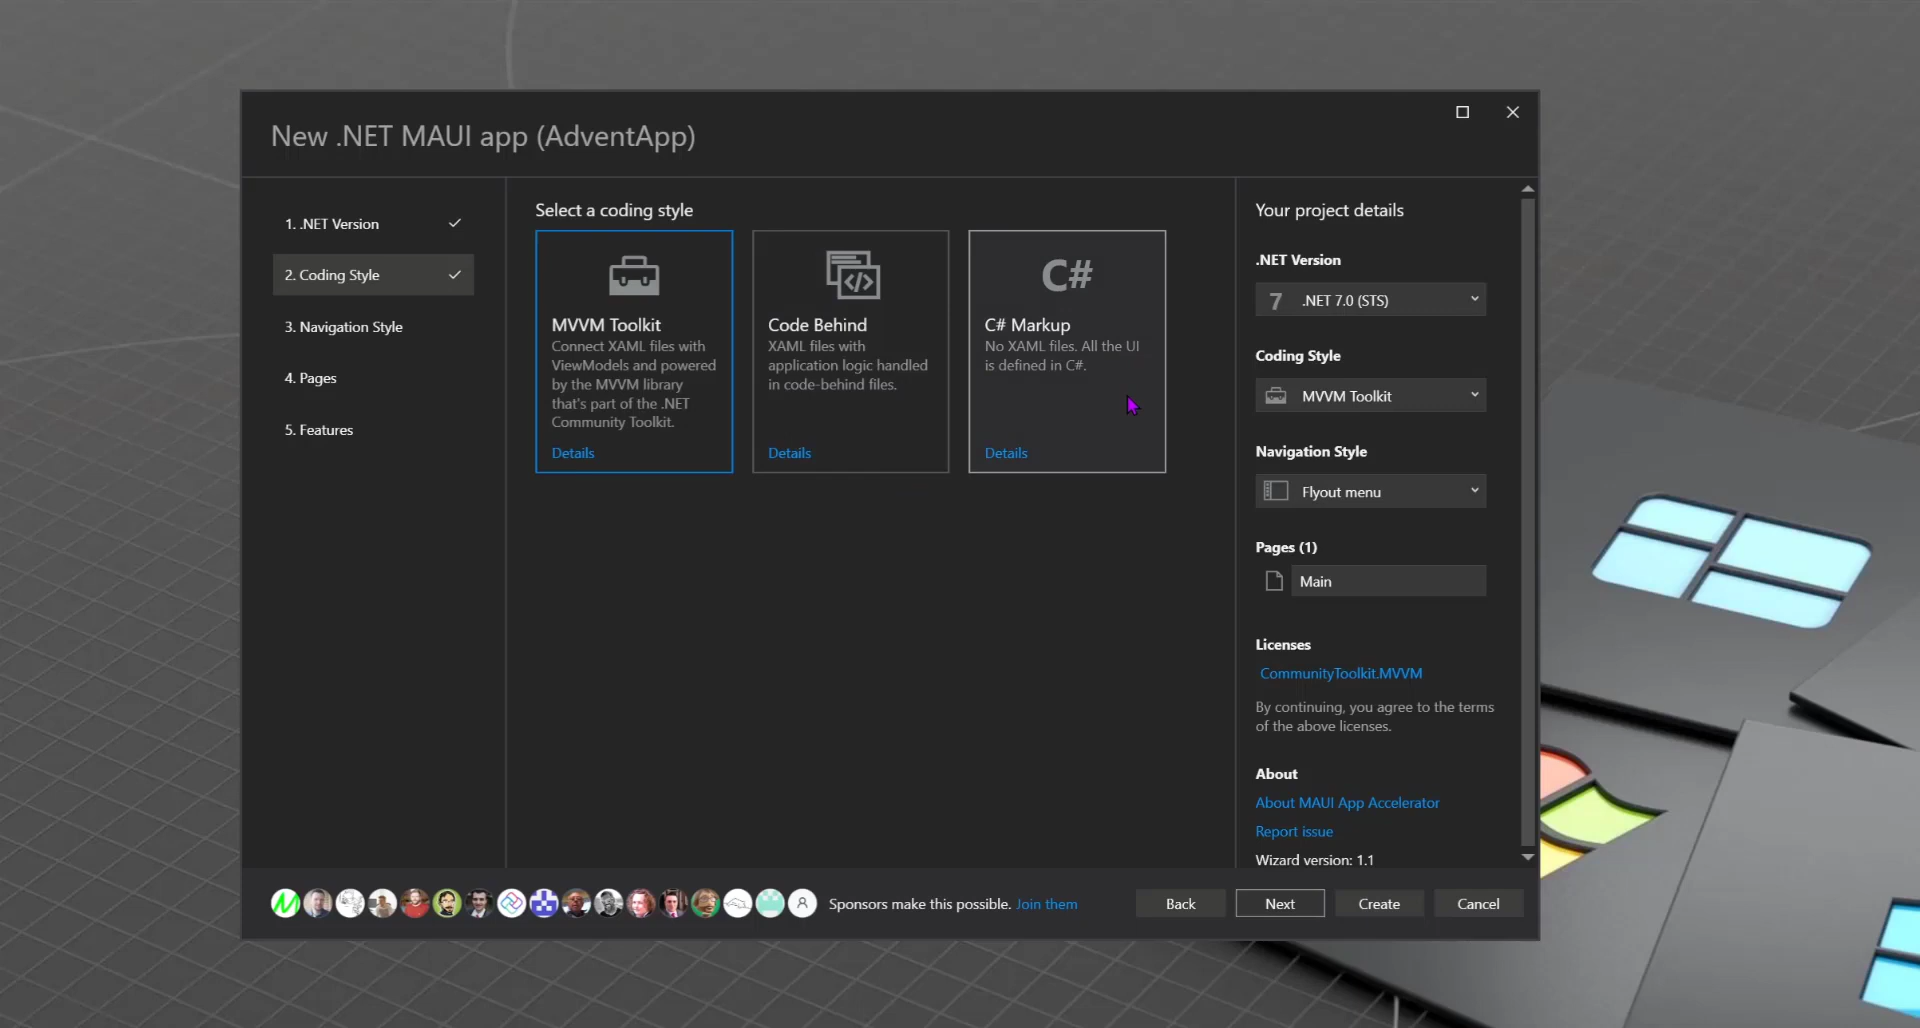 New .NET MAUI app (AdventApp)
1. .NET Version
2. Coding Style
3. Navigation Style
4. Pages
5. Features
Select a coding style
MVVM Toolkit
Connect XAML files with
ViewModels and powered
by the MVVM library
that's part of the .NET
Community Toolkit.
Details
Code Behind
XAML files with
application logic handled
in code-behind files.
Details
C#
C# Markup
No XAML files. All the UI
is defined in C#.
Details
Your project details
.NET Version
7 .NET 7.0 (STS)
Coding Style
MVVM Toolkit
Navigation Style
Flyout menu
Pages (1)
Main
Licenses
CommunityToolkit.MVVM
By continuing, you agree to the terms
of the above licenses.
About
About MAUI App Accelerator
Report issue
Wizard version: 1.1
Sponsors make this possible. Join them
Back
Next
Create
Cancel